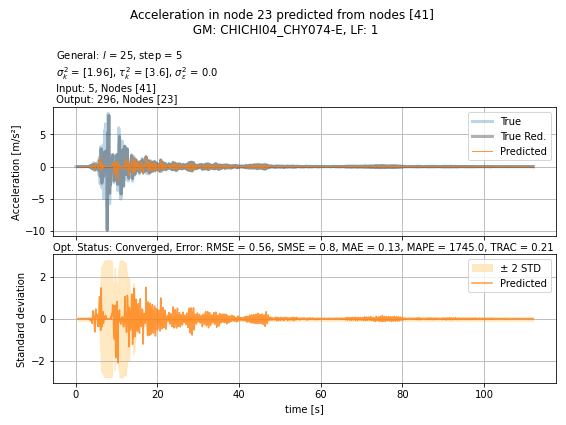 Acceleration in node 23 predicted from nodes [41]
GM: CHICHI04_CHY074-E, LF: 1
General: l = 25, step = 5
σ²ₖ = [1.96], τ²ₖ = [3.6], σ²ε = 0.0
Input: 5, Nodes [41]
Output: 296, Nodes [23]
Acceleration [m/s²]
5
0
−5
−10
True
True Red.
Predicted
Opt. Status: Converged, Error: RMSE = 0.56, SMSE = 0.8, MAE = 0.13, MAPE = 1745.0, TRAC = 0.21
Standard deviation
2
0
−2
± 2 STD
Predicted
0 20 40 60 80 100
time [s]